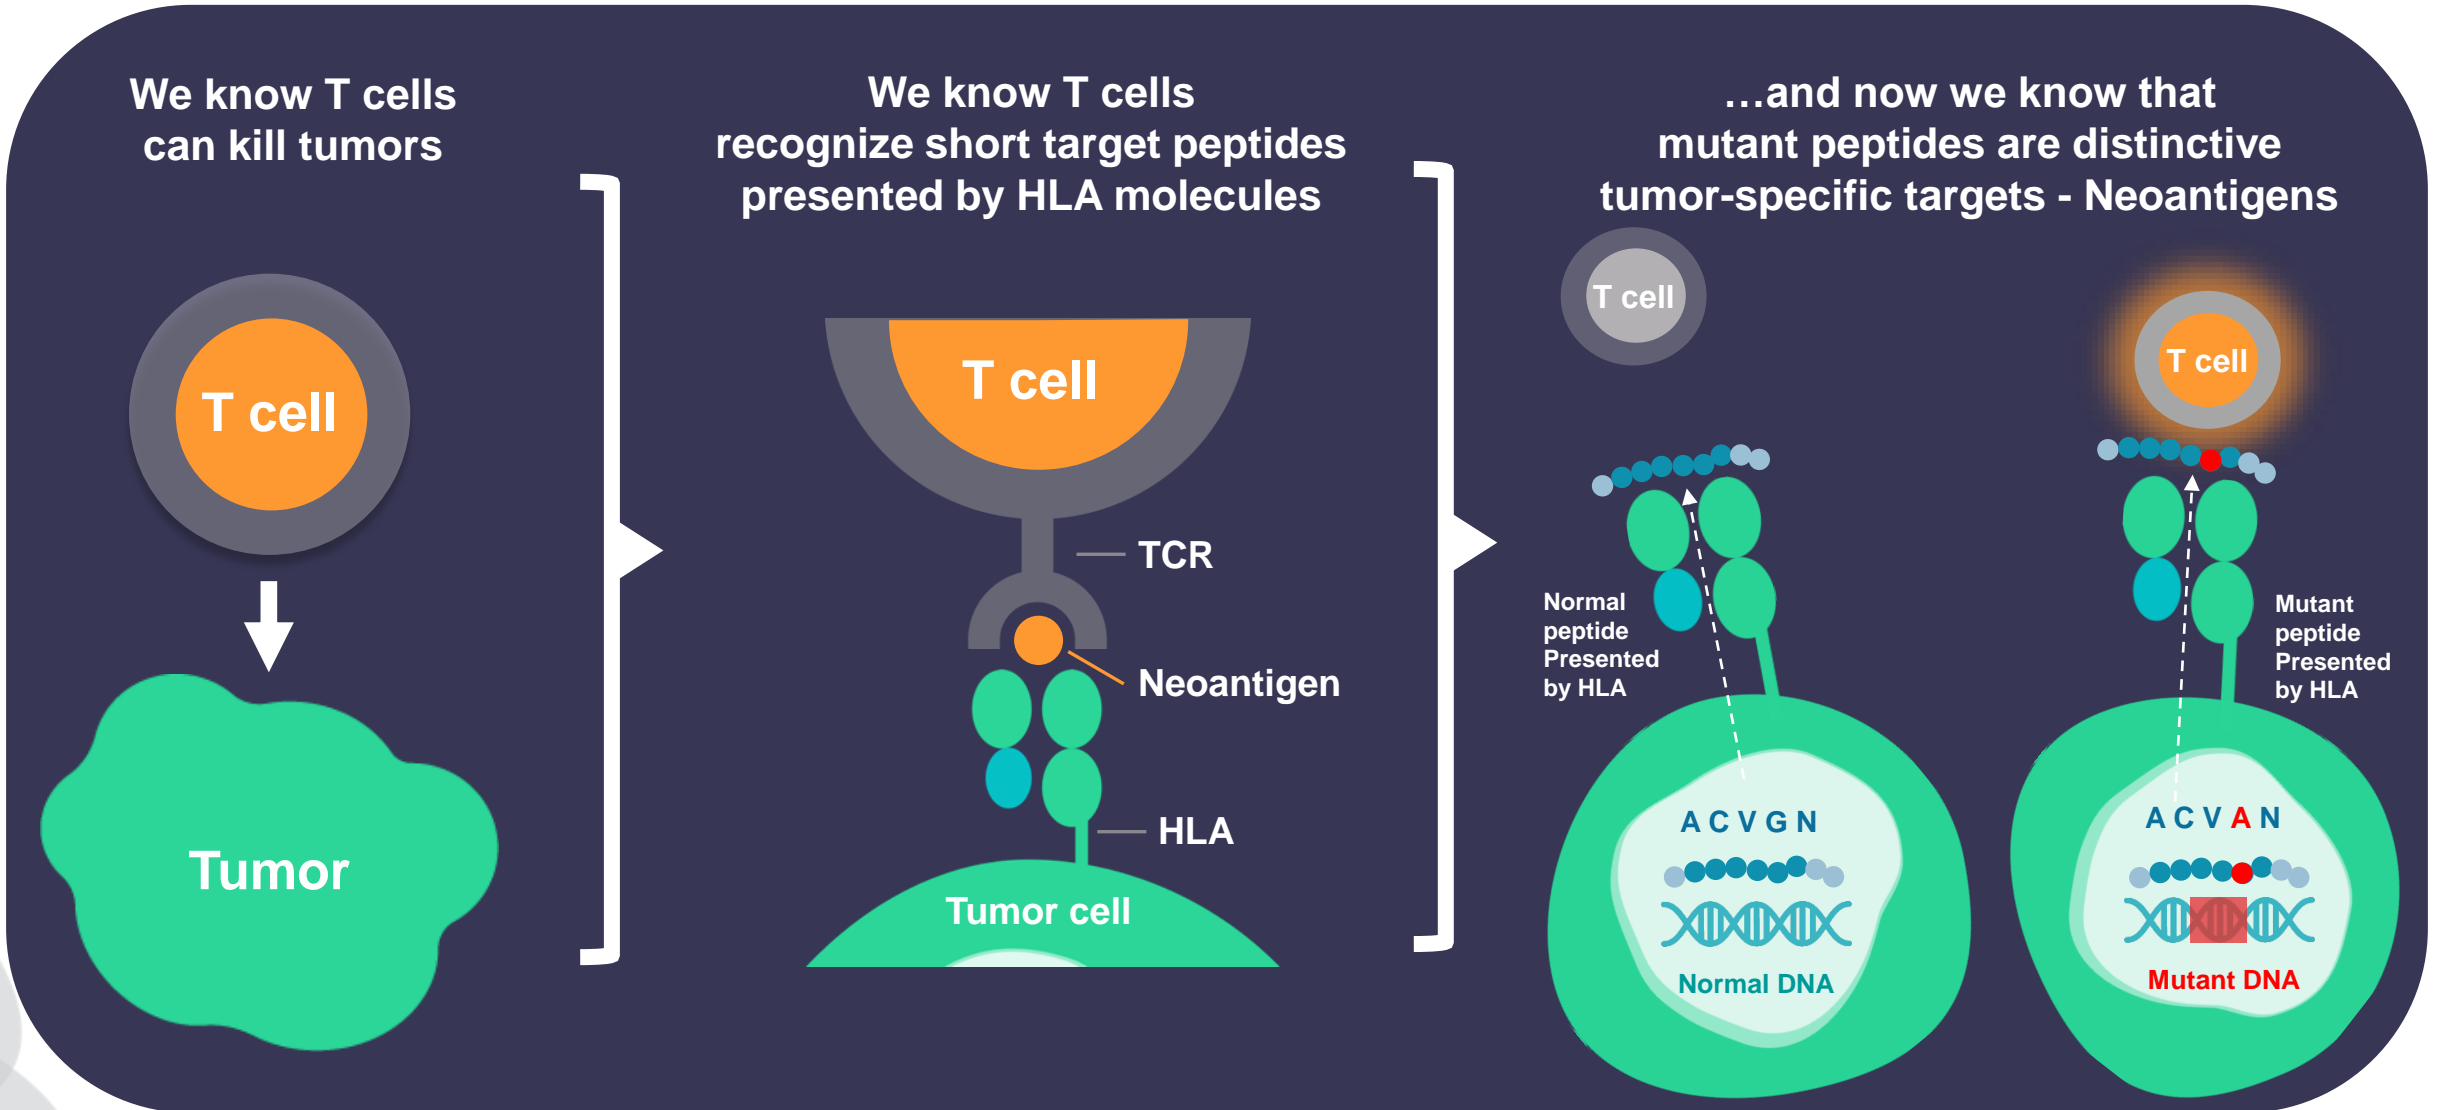 We know T cells
can kill tumors
T cell
Tumor
We know T cells
recognize short target peptides
presented by HLA molecules
T cell
TCR
Neoantigen
HLA
Tumor cell
…and now we know that
mutant peptides are distinctive
tumor-specific targets - Neoantigens
T cell
Normal
peptide
Presented
by HLA
A C V G N
Normal DNA
T cell
Mutant
peptide
Presented
by HLA
A C V A N
Mutant DNA